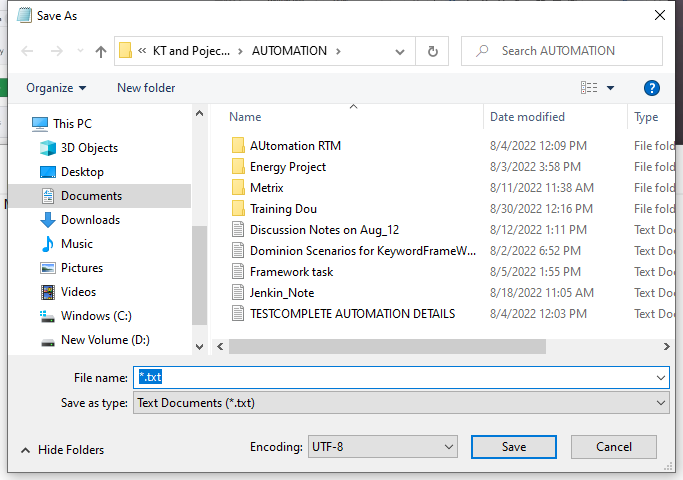 Save As
« KT and Pojec... > AUTOMATION >
Search AUTOMATION
Organize
New folder
Name Date modified Type
This PC
3D Objects
Desktop
Documents
Downloads
Music
Pictures
Videos
Windows (C:)
New Volume (D:)
AUtomation RTM 8/4/2022 12:09 PM File fold
Energy Project 8/3/2022 3:58 PM File fold
Metrix 8/11/2022 11:38 AM File fold
Training Dou 8/30/2022 12:16 PM File fold
Discussion Notes on Aug_12 8/12/2022 1:11 PM Text Doc
Dominion Scenarios for KeywordFrameW... 8/2/2022 6:52 PM Text Doc
Framework task 8/5/2022 1:55 PM Text Doc
Jenkin_Note 8/18/2022 11:05 AM Text Doc
TESTCOMPLETE AUTOMATION DETAILS 8/4/2022 12:03 PM Text Doc
File name: *.txt
Save as type: Text Documents (*.txt)
Hide Folders
Encoding: UTF-8
Save
Cancel